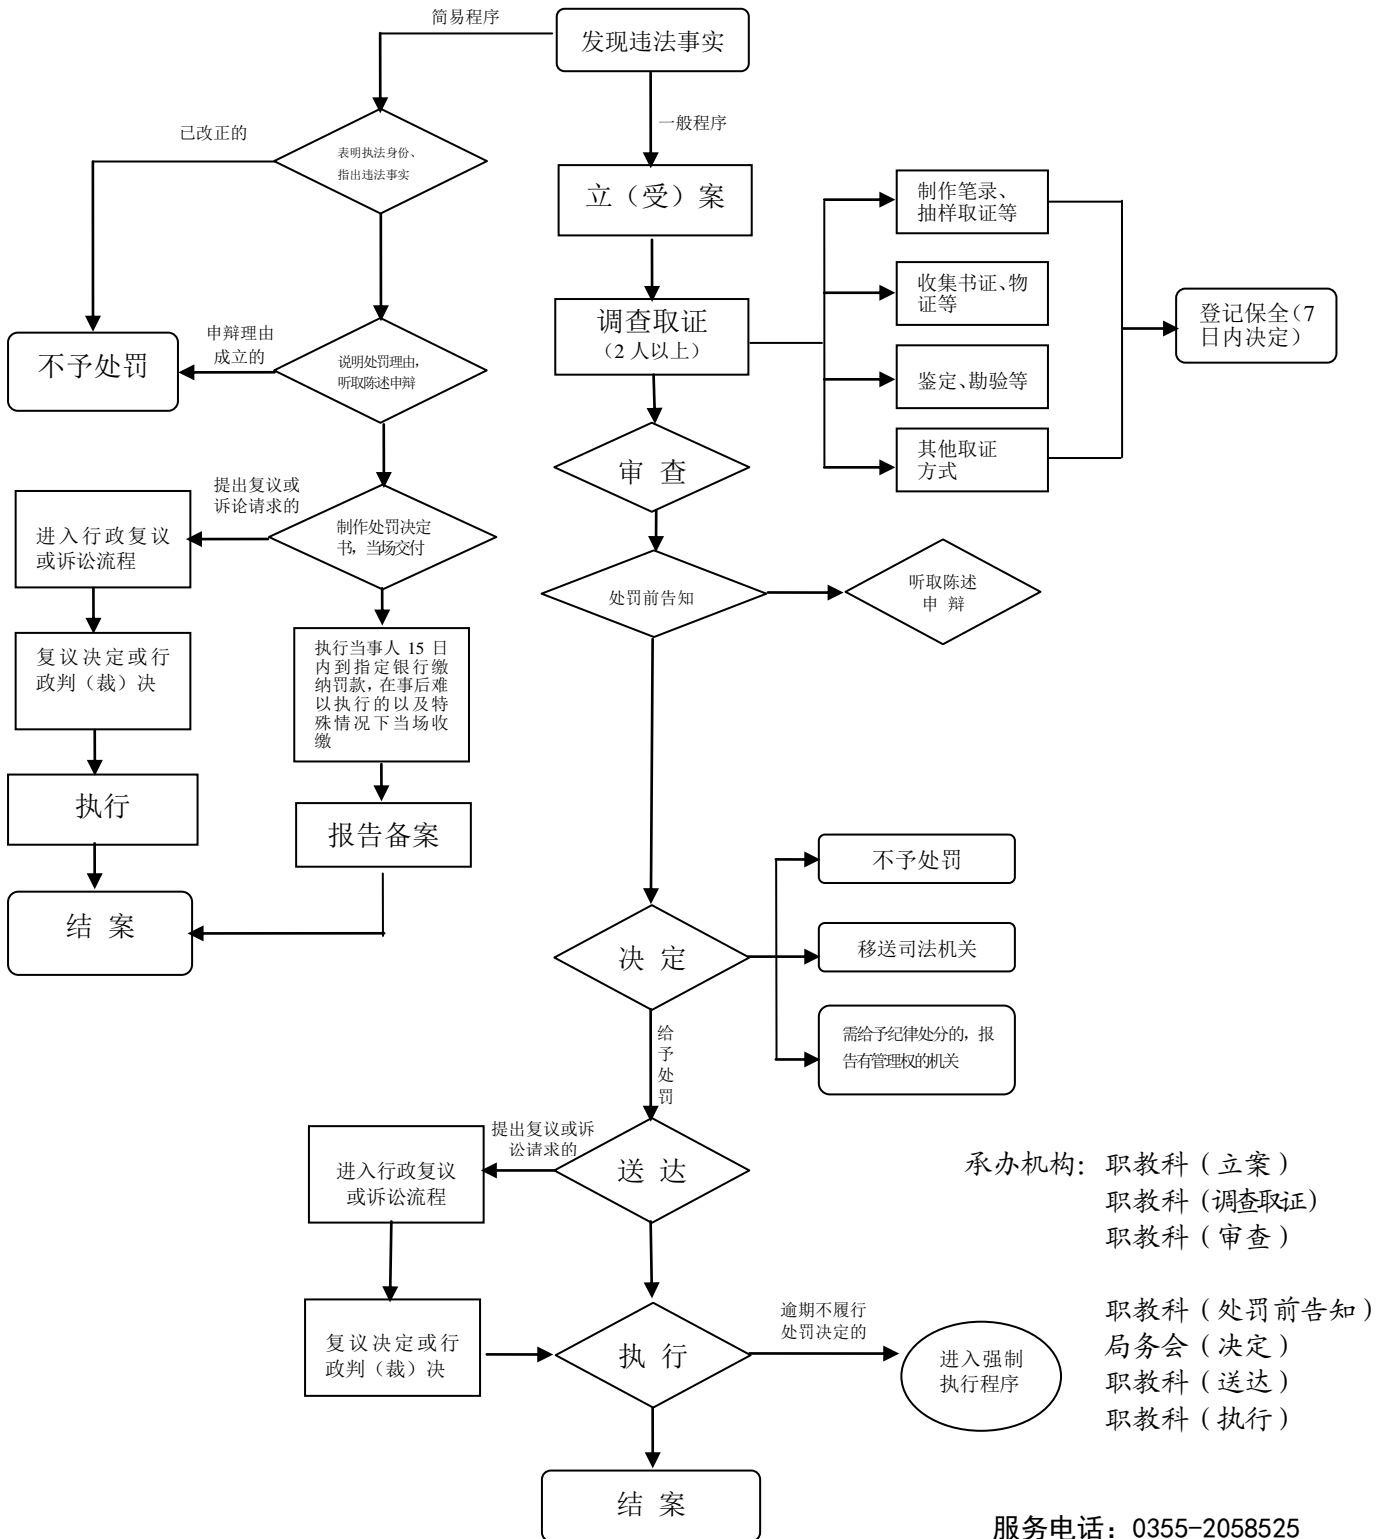 简易程序
发现违法事实
已改正的
一般程序
表明执法身份、
指出违法事实
立（受）案
制作笔录、
抽样取证等
收集书证、物
证等
登记保全（7
日内决定）
调查取证
（2 人以上）
申辩理由
成立的
不予处罚
说明处罚理由，
听取陈述申辩
鉴定、勘验等
其他取证
方式
审 查
提出复议或
诉论请求的
进入行政复议
或诉讼流程
制作处罚决定
书，当场交付
处罚前告知
听取陈述
申 辩
复议决定或行
政判（裁）决
执行当事人 15 日
内到指定银行缴
纳罚款，在事后难
以执行的以及特
殊情况下当场收
缴
执行
报告备案
结 案
不予处罚
决 定
移送司法机关
需给予纪律处分的，报
告有管理权的机关
给
予
处
罚
提出复议或诉
讼请求的
进入行政复议
或诉讼流程
送 达
承办机构：职教科（立案）
职教科（调查取证）
职教科（审查）
职教科（处罚前告知）
局务会（决定）
职教科（送达）
职教科（执行）
复议决定或行
政判（裁）决
执 行
逾期不履行
处罚决定的
进入强制
执行程序
结 案
服务电话：0355-2058525